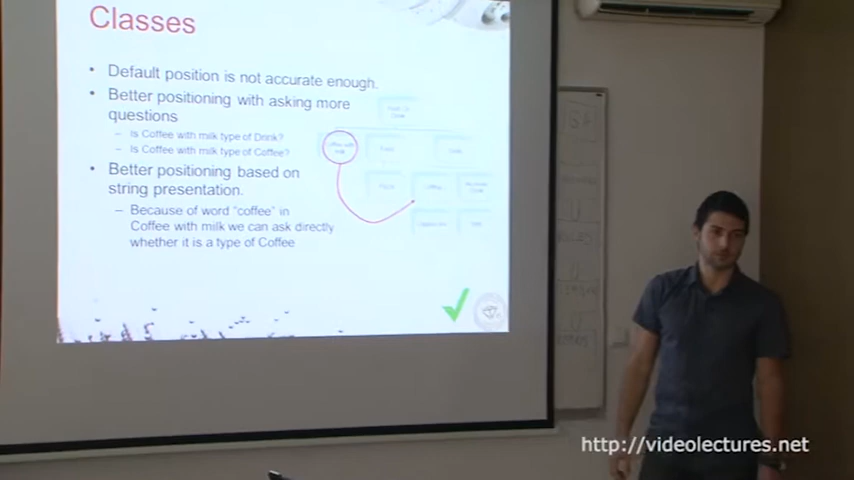 Classes
• Default position is not accurate enough.
• Better positioning with asking more
questions
– Is Coffee with milk type of Drink?
– Is Coffee with milk type of Coffee?
• Better positioning based on
string presentation.
– Because of word "coffee" in
Coffee with milk we can ask directly
whether it is a type of Coffee
http://videolectures.net